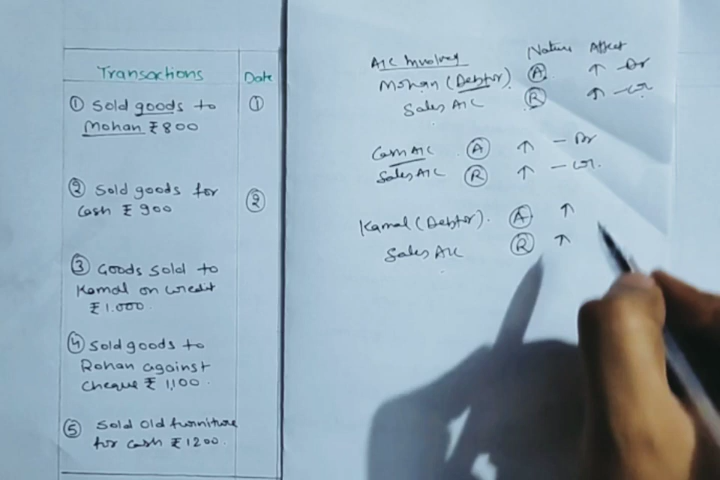 Transactions Date
① Sold goods to ①
Mohan ₹800
② Sold goods for
Cash ₹900 ②
③ Goods sold to
Kamal on credit
₹1,000.
④ Sold goods to
Rohan against
Cheque ₹ 1,100.
⑤ Sold old furniture
for cash ₹1200.
A/C Involving Nature Affect
Mohan (Debtor) Ⓐ ↑ - Dr
Sales A/C Ⓡ ↑ - Cr.
Cash A/C Ⓐ ↑ - Dr
Sales A/C Ⓡ ↑ - Cr.
Kamal (Debtor). Ⓐ ↑
Sales A/C Ⓡ ↑